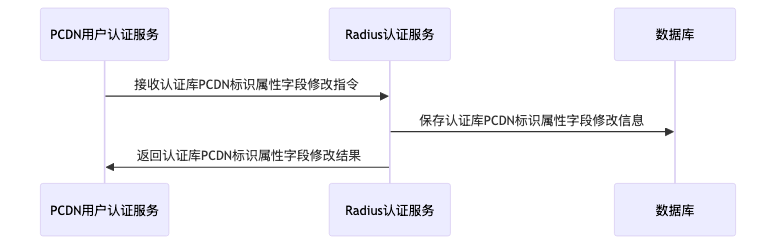 PCDN用户认证服务
Radius认证服务
数据库
接收认证库PCDN标识属性字段修改指令
保存认证库PCDN标识属性字段修改信息
返回认证库PCDN标识属性字段修改结果
PCDN用户认证服务
Radius认证服务
数据库